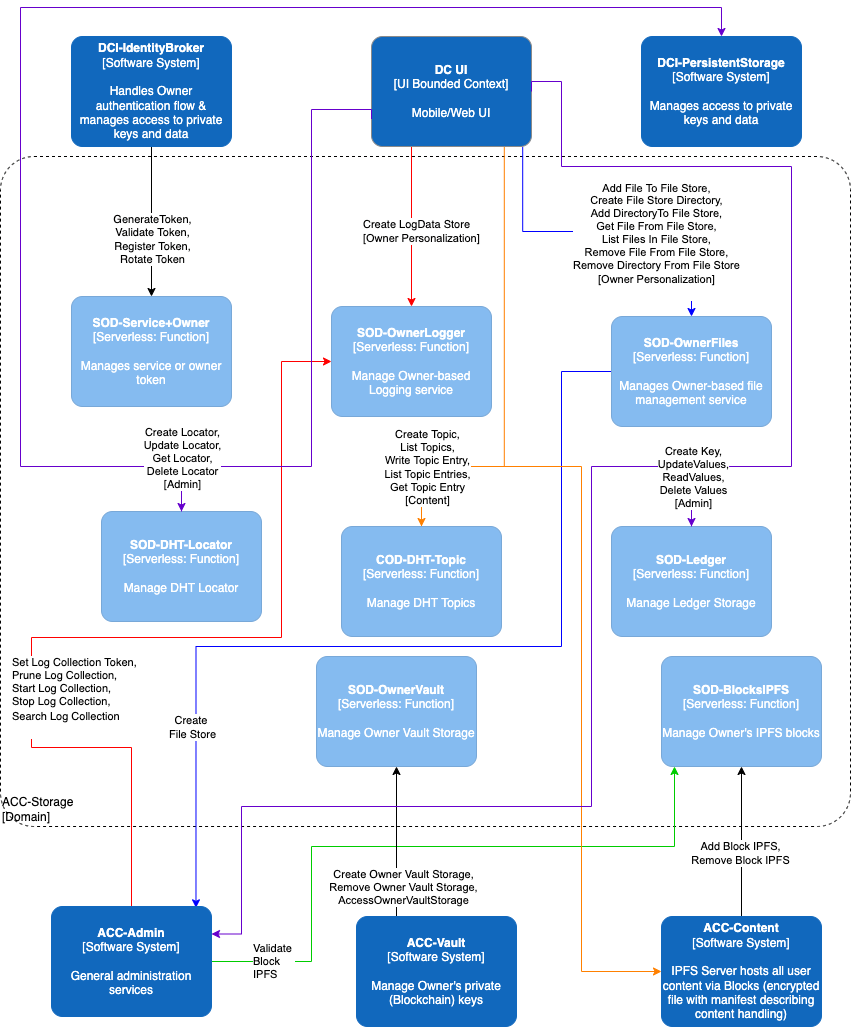 DCI-IdentityBroker
[Software System]
Handles Owner
authentication flow &
manages access to private
keys and data
DC UI
[UI Bounded Context]
Mobile/Web UI
DCI-PersistentStorage
[Software System]
Manages access to private
keys and data
GenerateToken,
Validate Token,
Register Token,
Rotate Token
Create LogData Store
[Owner Personalization]
Add File To File Store,
Create File Store Directory,
Add DirectoryTo File Store,
Get File From File Store,
List Files In File Store,
Remove File From File Store,
Remove Directory From File Store
[Owner Personalization]
SOD-Service+Owner
[Serverless: Function]
Manages service or owner
token
SOD-OwnerLogger
[Serverless: Function]
Manage Owner-based
Logging service
SOD-OwnerFiles
[Serverless: Function]
Manages Owner-based file
management service
Create Locator,
Update Locator,
Get Locator,
Delete Locator
[Admin]
Create Topic,
List Topics,
Write Topic Entry,
List Topic Entries,
Get Topic Entry
[Content]
Create Key,
UpdateValues,
ReadValues,
Delete Values
[Admin]
SOD-DHT-Locator
[Serverless: Function]
Manage DHT Locator
COD-DHT-Topic
[Serverless: Function]
Manage DHT Topics
SOD-Ledger
[Serverless: Function]
Manage Ledger Storage
Set Log Collection Token,
Prune Log Collection,
Start Log Collection,
Stop Log Collection,
Search Log Collection
Create
File Store
SOD-OwnerVault
[Serverless: Function]
Manage Owner Vault Storage
SOD-BlocksIPFS
[Serverless: Function]
Manage Owner's IPFS blocks
ACC-Storage
[Domain]
Create Owner Vault Storage,
Remove Owner Vault Storage,
AccessOwnerVaultStorage
Add Block IPFS,
Remove Block IPFS
ACC-Admin
[Software System]
General administration
services
Validate
Block
IPFS
ACC-Vault
[Software System]
Manage Owner's private
(Blockchain) keys
ACC-Content
[Software System]
IPFS Server hosts all user
content via Blocks (encrypted
file with manifest describing
content handling)